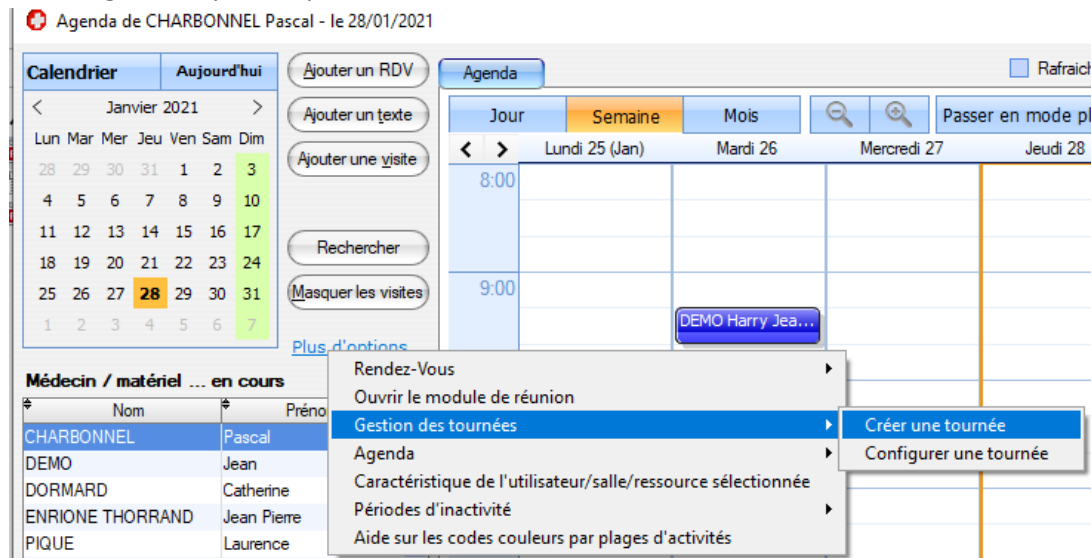 Agenda de CHARBONNEL Pascal - le 28/01/2021
Calendrier Aujourd'hui
< Janvier 2021 >
Lun Mar Mer Jeu Ven Sam Dim
28 29 30 31 1 2 3
4 5 6 7 8 9 10
11 12 13 14 15 16 17
18 19 20 21 22 23 24
25 26 27 28 29 30 31
1 2 3 4 5 6 7
Ajouter un RDV
Ajouter un texte
Ajouter une visite
Rechercher
Masquer les visites
Plus d'options
Agenda
Jour Semaine Mois
Passer en mode pl
< > Lundi 25 (Jan) Mardi 26 Mercredi 27 Jeudi 28
8:00
9:00
DEMO Harry Jea...
Médecin / matériel ... en cours
Nom Préno
CHARBONNEL Pascal
DEMO Jean
DORMARD Catherine
ENRIONE THORRAND Jean Pierre
PIQUE Laurence
Rendez-Vous
Ouvrir le module de réunion
Gestion des tournées
Agenda
Caractéristique de l'utilisateur/salle/ressource sélectionnée
Périodes d'inactivité
Aide sur les codes couleurs par plages d'activités
Créer une tournée
Configurer une tournée